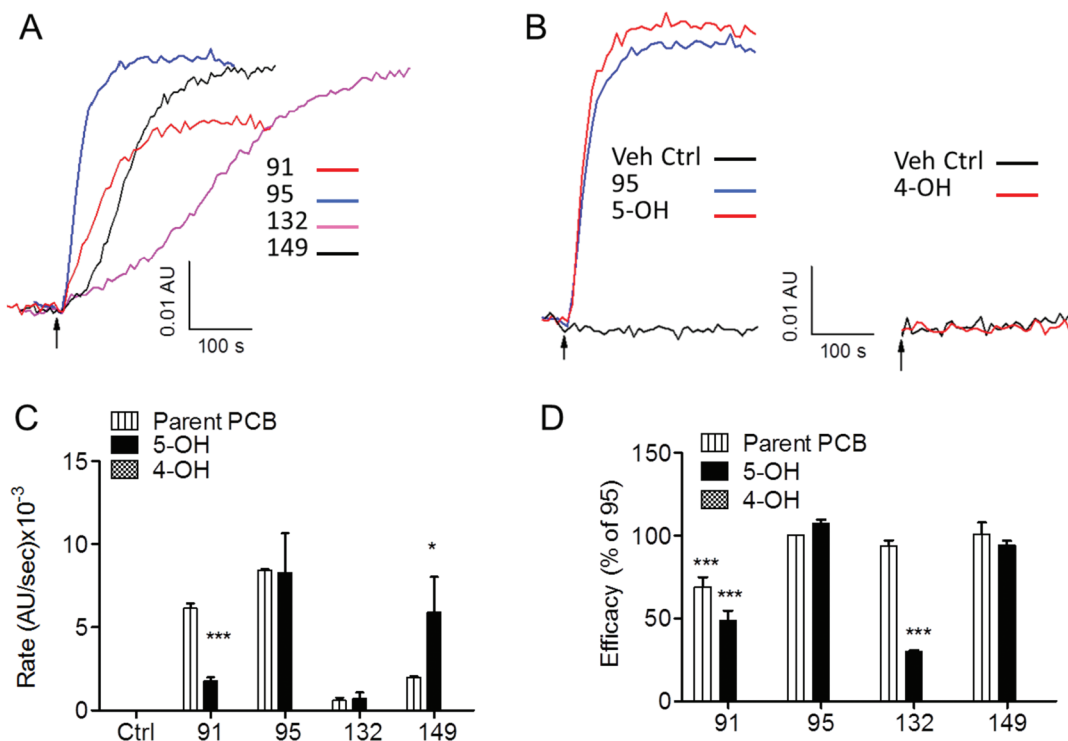 A
91
95
132
149
0.01 AU
100 s
B
Veh Ctrl
95
5-OH
Veh Ctrl
4-OH
0.01 AU
100 s
C
Parent PCB
5-OH
4-OH
Rate (AU/sec)x10-3
15
10
5
0
***
*
Ctrl 91 95 132 149
D
Parent PCB
5-OH
4-OH
Efficacy (% of 95)
150
100
50
0
***
***
***
91 95 132 149